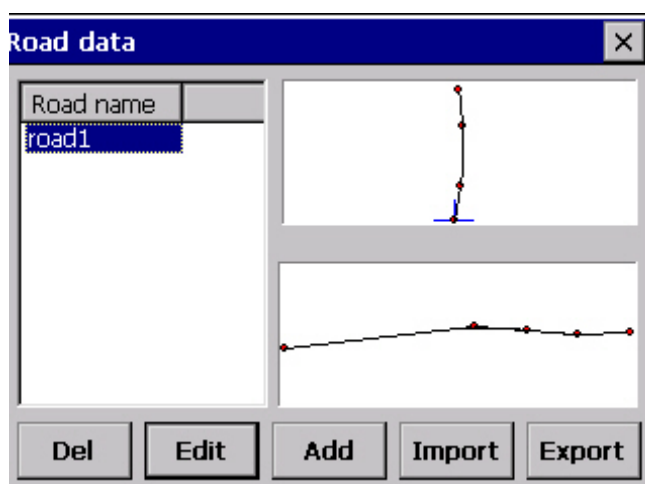 Road data
Road name
road1
Del
Edit
Add
Import
Export